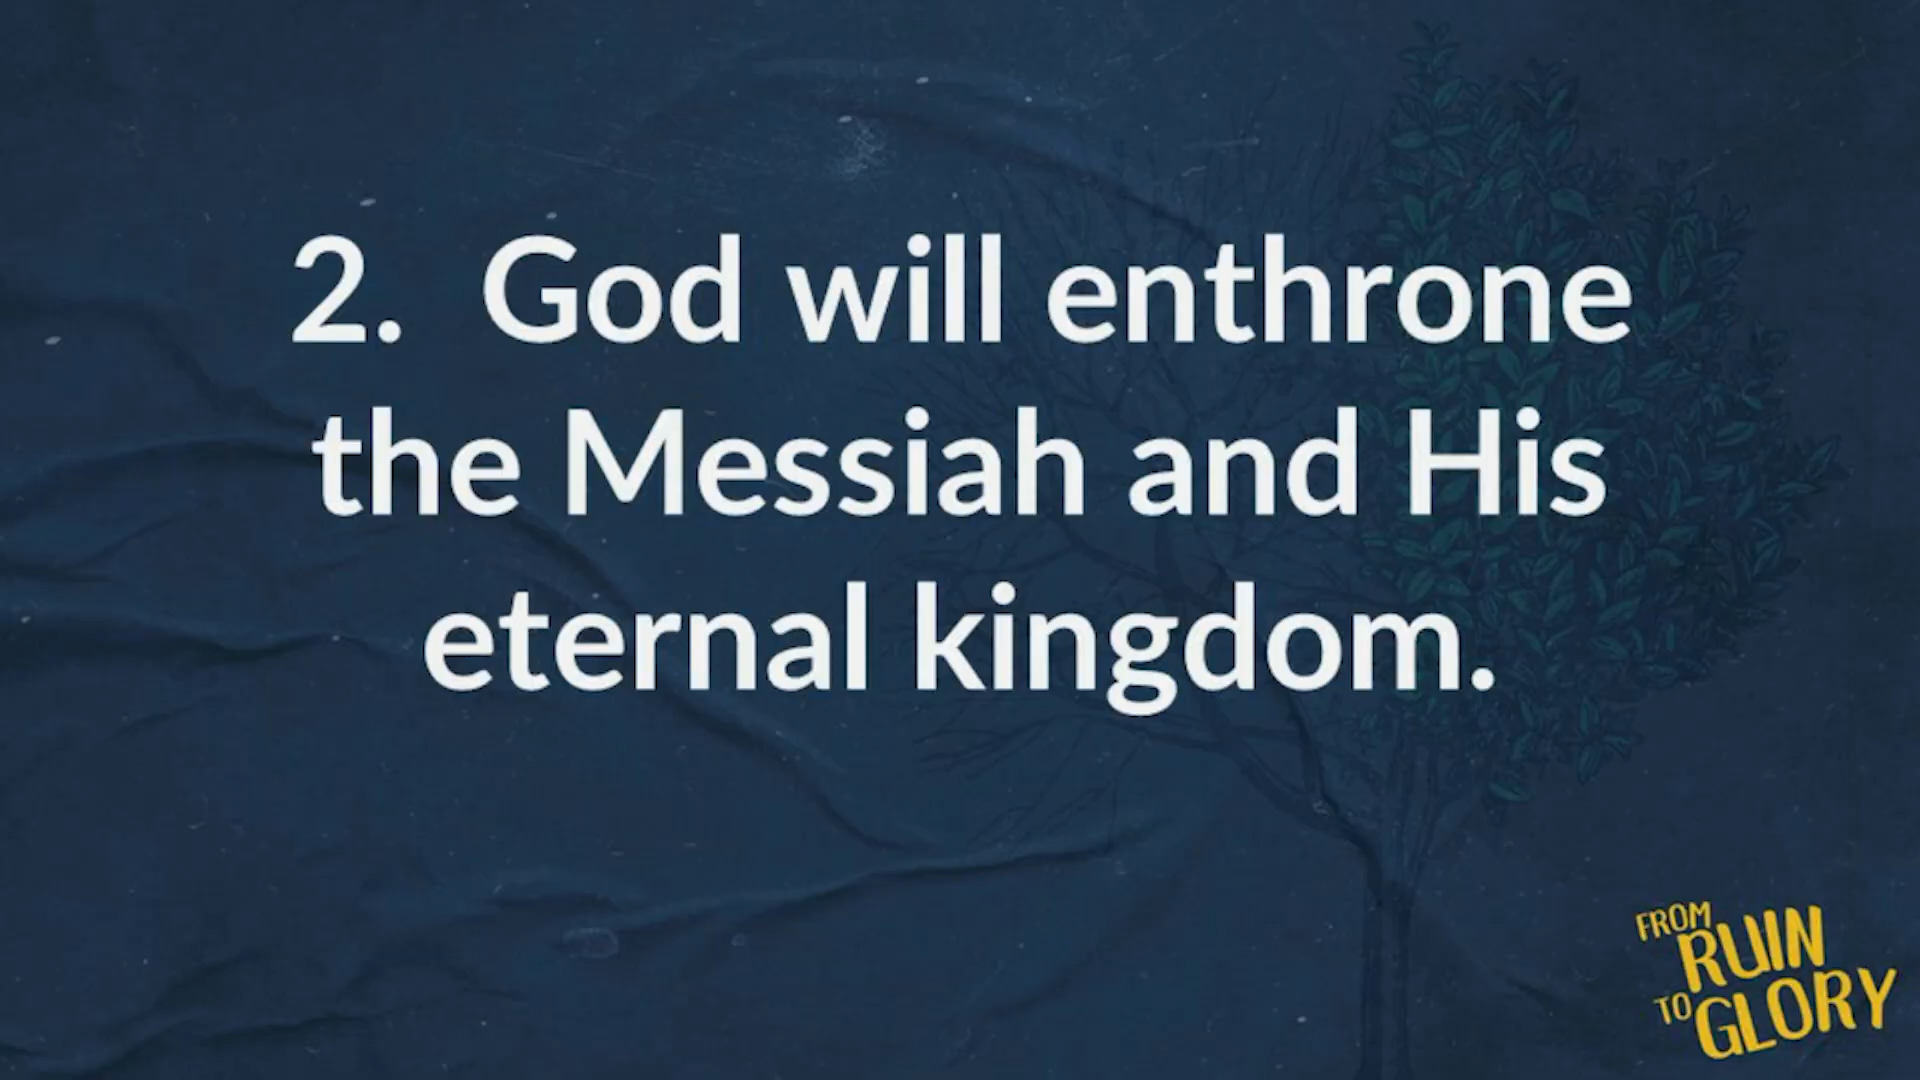 2. God will enthrone
the Messiah and His
eternal kingdom.
FROM
RUIN
TO
GLORY